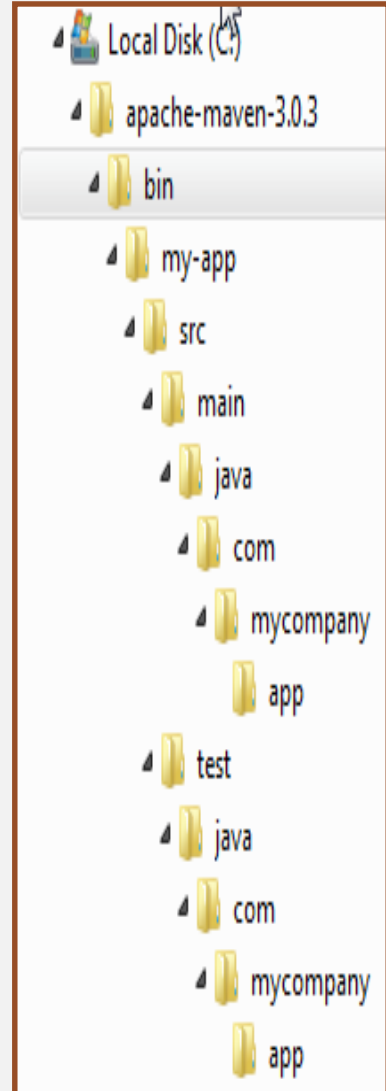 Local Disk (C:)
apache-maven-3.0.3
bin
my-app
src
main
java
com
mycompany
app
test
java
com
mycompany
app